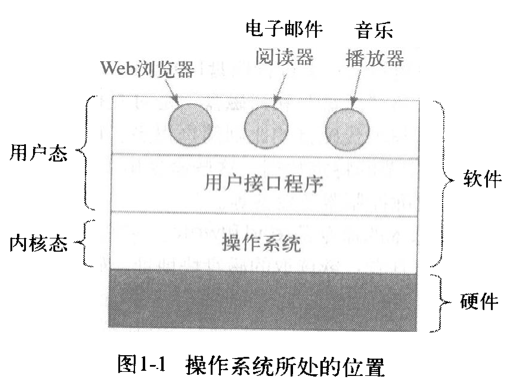 电子邮件
阅读器
音乐
播放器
Web浏览器
用户态
用户接口程序
软件
内核态
操作系统
硬件
图1-1 操作系统所处的位置